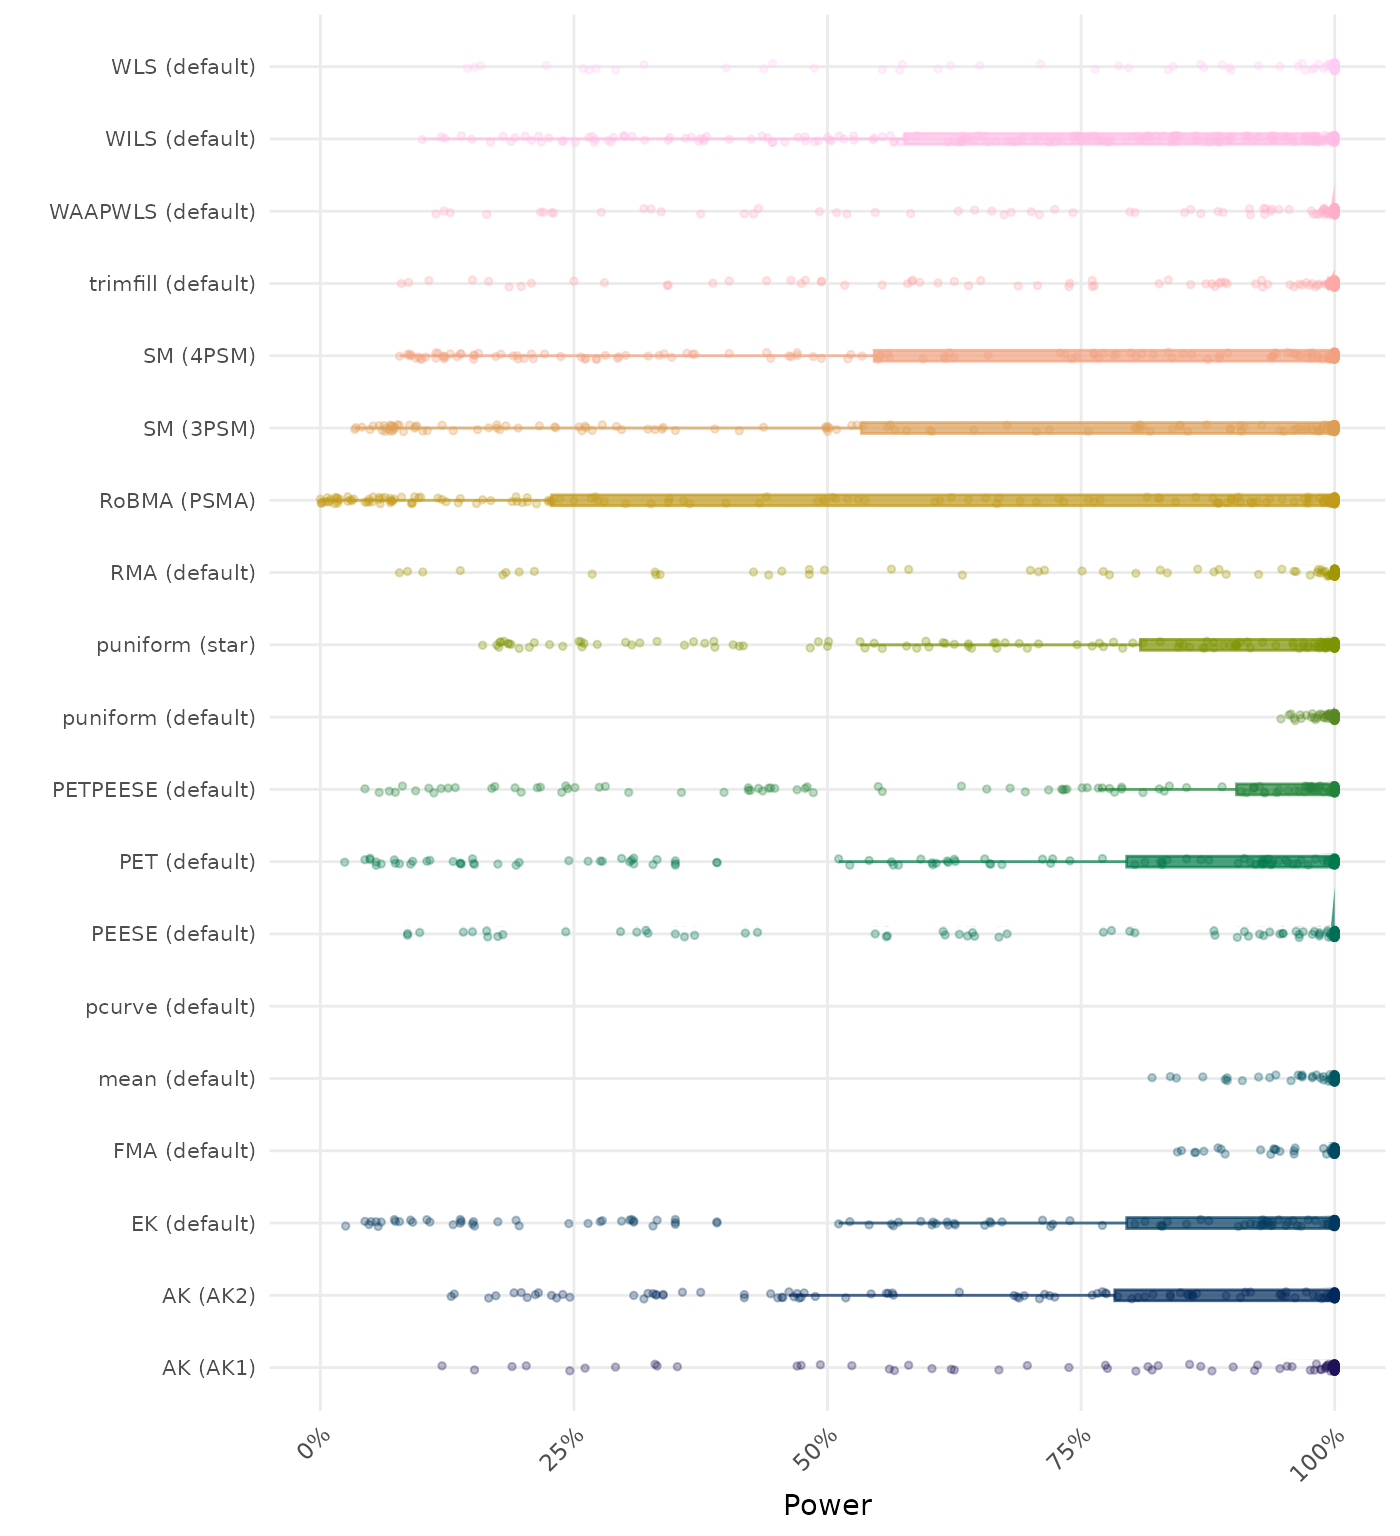 WLS (default)
WILS (default)
WAAPWLS (default)
trimfill (default)
SM (4PSM)
SM (3PSM)
RoBMA (PSMA)
RMA (default)
puniform (star)
puniform (default)
PETPEESE (default)
PET (default)
PEESE (default)
pcurve (default)
mean (default)
FMA (default)
EK (default)
AK (AK2)
AK (AK1)
0%
25%
50%
75%
100%
Power